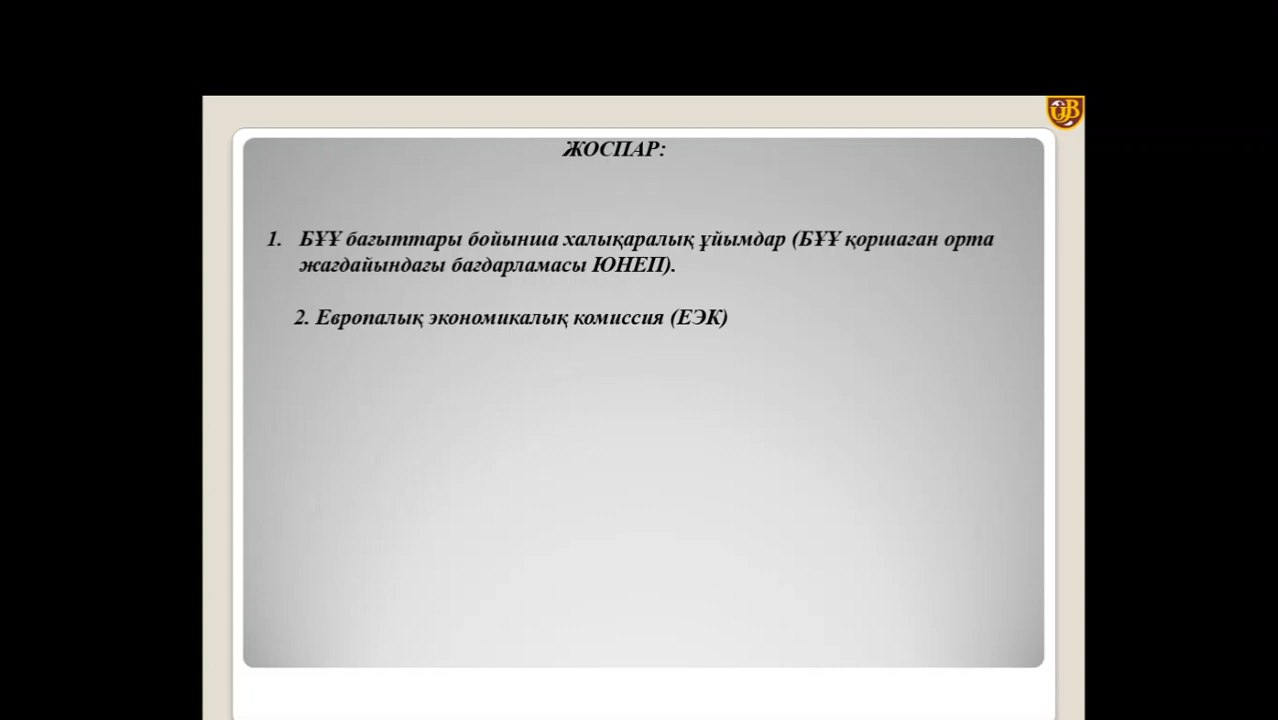 ЖОСПАР:
1. БҰҰ бағыттары бойынша халықаралық ұйымдар (БҰҰ қоршаған орта
жағдайындағы бағдарламасы ЮНЕП).
2. Европалық экономикалық комиссия (ЕЭК)